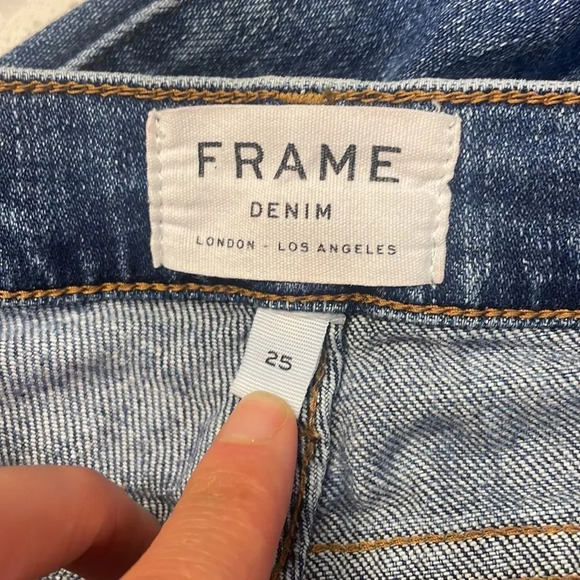 FRAME
DENIM
LONDON - LOS ANGELES
25